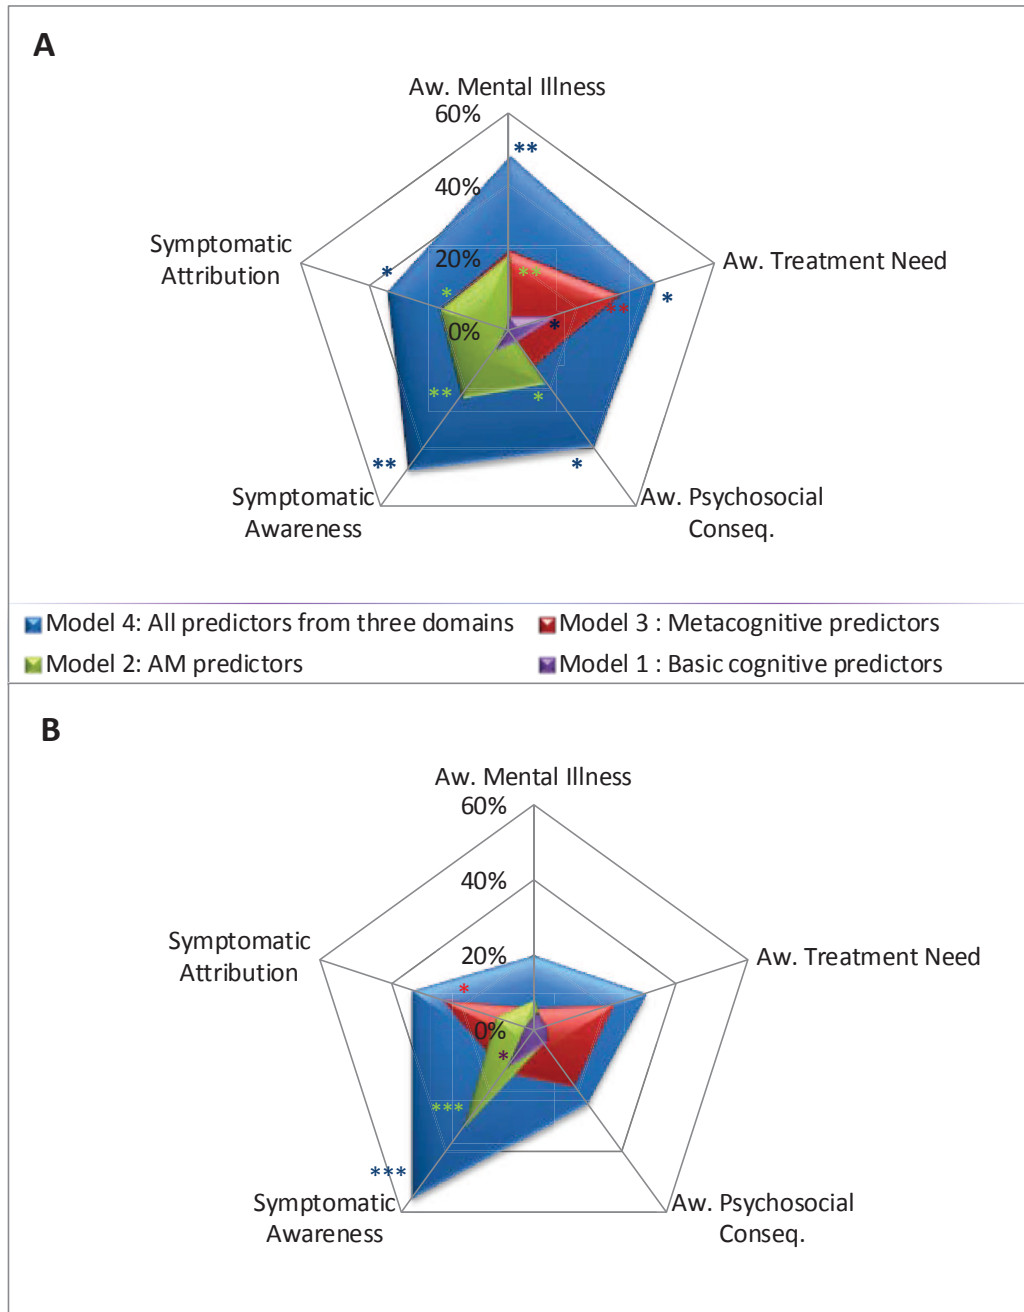 A
Aw. Mental Illness
60%
**
40%
Symptomatic
Attribution
Aw. Treatment Need
*
20%
**
*
*
**
0%
*
**
*
**
*
Symptomatic
Awareness
Aw. Psychosocial
Conseq.
Model 4: All predictors from three domains
Model 3 : Metacognitive predictors
Model 2: AM predictors
Model 1 : Basic cognitive predictors
B
Aw. Mental Illness
60%
40%
Symptomatic
Attribution
20%
Aw. Treatment Need
*
0%
*
***
***
Symptomatic
Awareness
Aw. Psychosocial
Conseq.